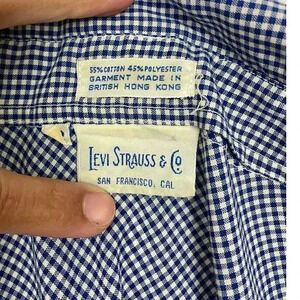 55% COTTON 45% POLYESTER
GARMENT MADE IN
BRITISH HONG KONG
LEVI STRAUSS & CO
SAN FRANCISCO, CAL